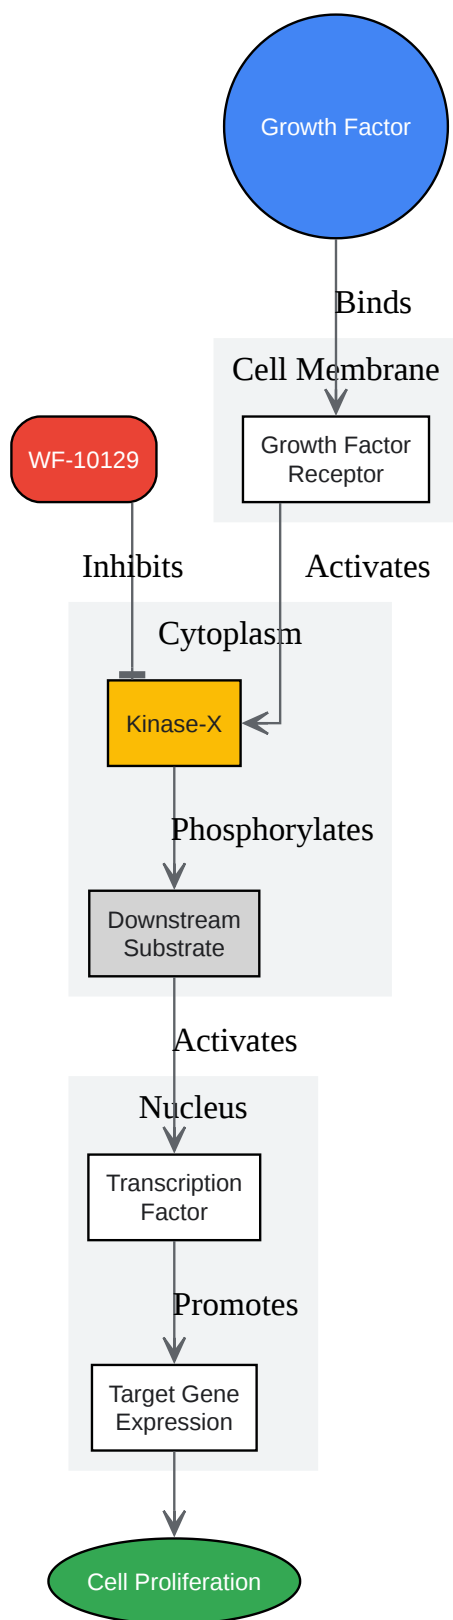 Growth Factor
Binds
Cell Membrane
Growth Factor
Receptor
WF-10129
Inhibits
Activates
Cytoplasm
Kinase-X
Phosphorylates
Downstream
Substrate
Activates
Nucleus
Transcription
Factor
Promotes
Target Gene
Expression
Cell Proliferation